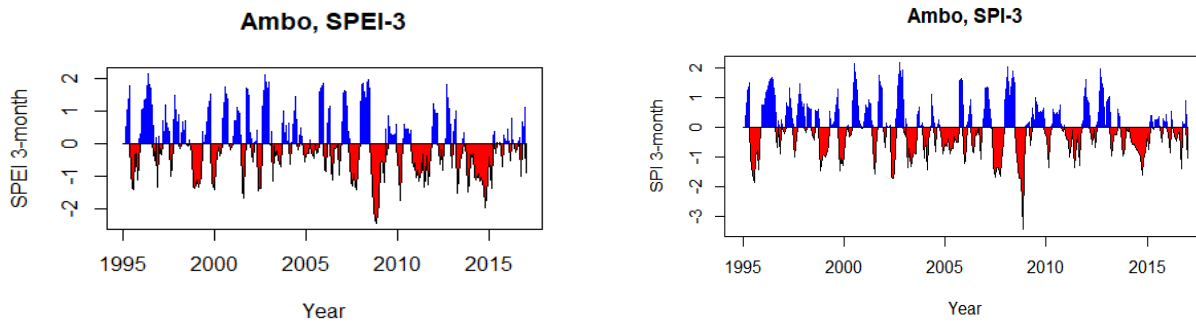 Ambo, SPEI-3
SPEI 3-month
2
1
0
-1
-2
1995 2000 2005 2010 2015
Year
Ambo, SPI-3
SPI 3-month
2
1
0
-1
-2
-3
1995 2000 2005 2010 2015
Year